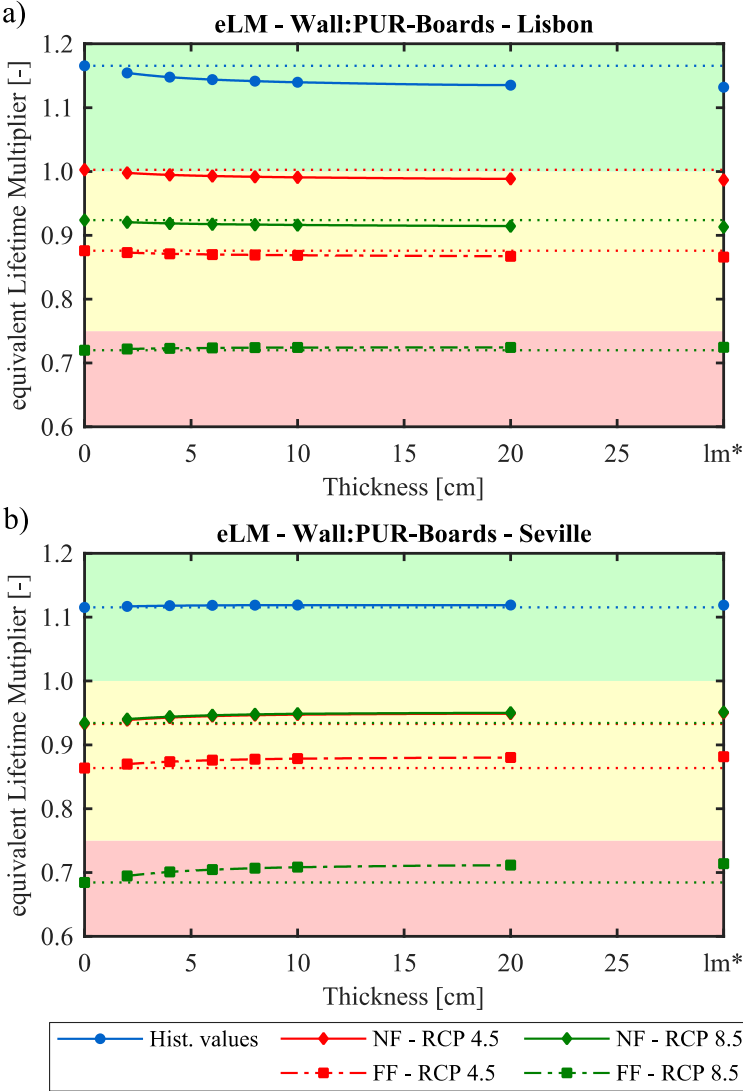 a)
eLM - Wall:PUR-Boards - Lisbon
equivalent Lifetime Multiplier [-]
1.2
1.1
1.0
0.9
0.8
0.7
0.6
0 5 10 15 20 25 lm*
Thickness [cm]
b)
eLM - Wall:PUR-Boards - Seville
equivalent Lifetime Mutiplier [-]
1.2
1.1
1.0
0.9
0.8
0.7
0.6
0 5 10 15 20 25 lm*
Thickness [cm]
Hist. values NF - RCP 4.5 NF - RCP 8.5
FF - RCP 4.5 FF - RCP 8.5